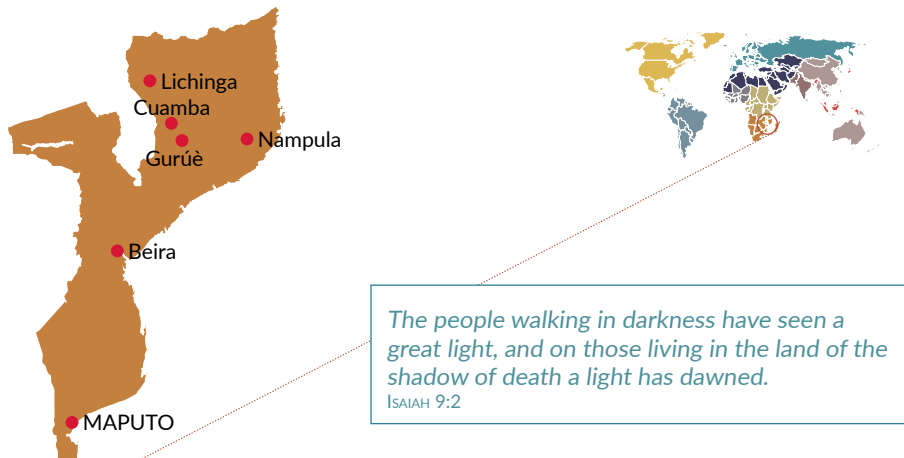 Lichinga
Cuamba
Nampula
Gurúè
Beira
MAPUTO
The people walking in darkness have seen a
great light, and on those living in the land of the
shadow of death a light has dawned.
Isaiah 9:2